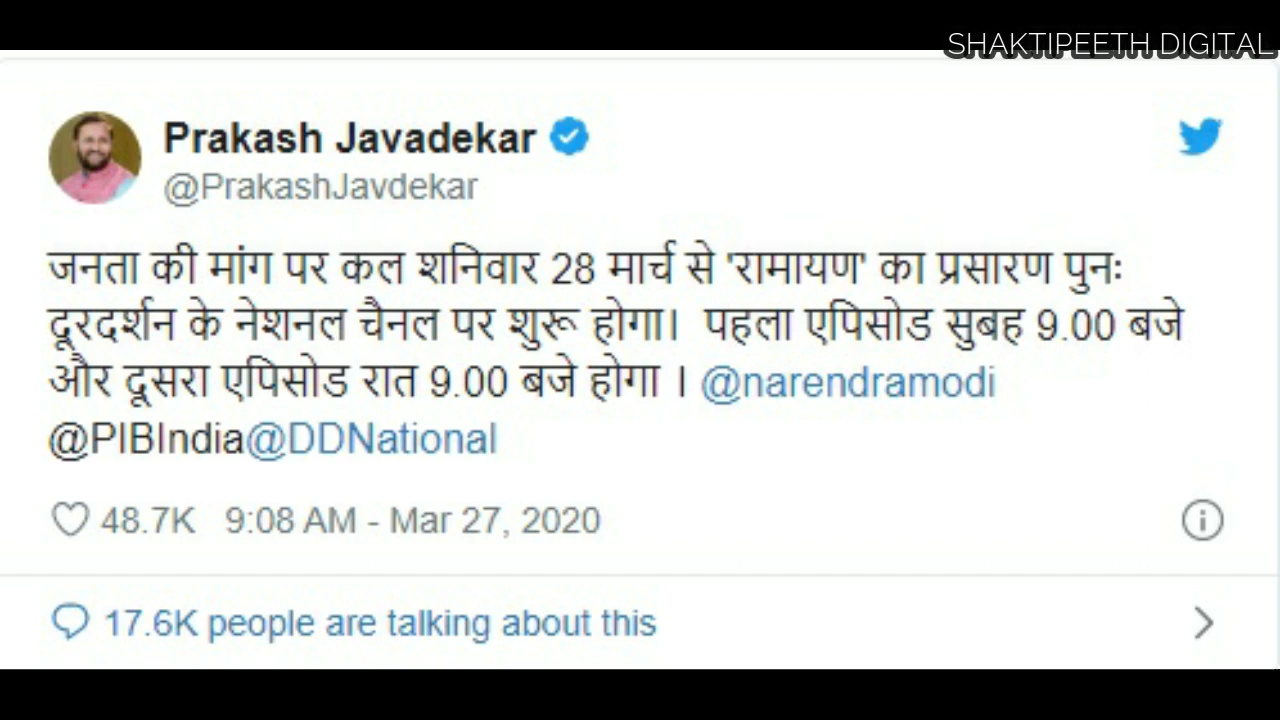 SHAKTIPEETH DIGITAL
Prakash Javadekar
@PrakashJavdekar
जनता की मांग पर कल शनिवार 28 मार्च से 'रामायण' का प्रसारण पुनः
दूरदर्शन के नेशनल चैनल पर शुरू होगा। पहला एपिसोड सुबह 9.00 बजे
और दूसरा एपिसोड रात 9.00 बजे होगा । @narendramodi
@PIBIndia@DDNational
48.7K 9:08 AM - Mar 27, 2020
17.6K people are talking about this